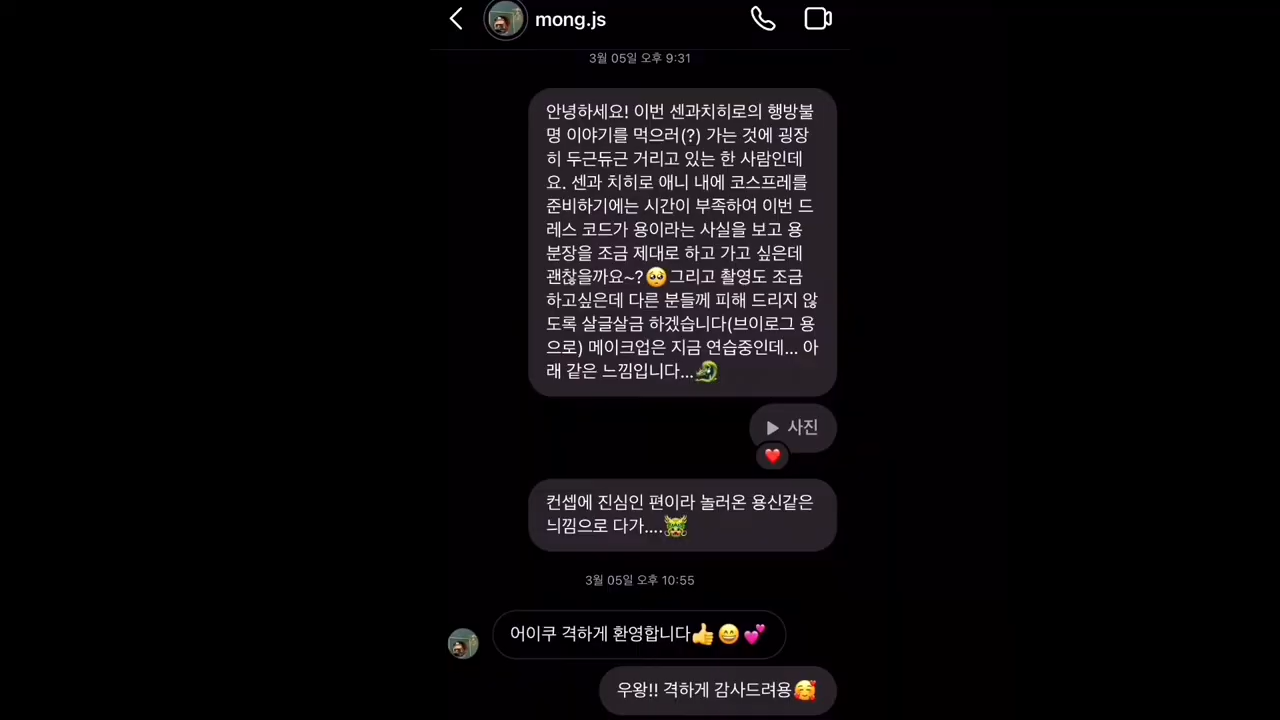 mong.js
3월 05일 오후 9:31
안녕하세요! 이번 센과치히로의 행방불
명 이야기를 먹으러(?) 가는 것에 굉장
히 두근듀근 거리고 있는 한 사람인데
요. 센과 치히로 애니 내에 코스프레를
준비하기에는 시간이 부족하여 이번 드
레스 코드가 용이라는 사실을 보고 용
분장을 조금 제대로 하고 가고 싶은데
괜찮을까요~?🥺그리고 촬영도 조금
하고싶은데 다른 분들께 피해 드리지 않
도록 살글살금 하겠습니다(브이로그 용
으로) 메이크업은 지금 연습중인데... 아
래 같은 느낌입니다...🐉
사진
컨셉에 진심인 편이라 놀러온 용신같은
늬낌으로 다가....🐲
3월 05일 오후 10:55
어이쿠 격하게 환영합니다👍😄💕
우왕!! 격하게 감사드려용🥰